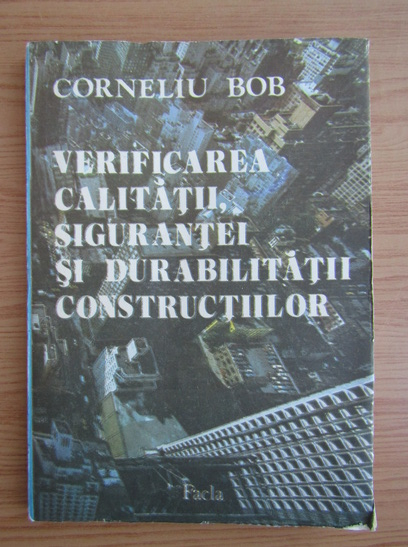 CORNELIU BOB
VERIFICAREA
CALITĂŢII,
SIGURANŢEI
ŞI DURABILITĂŢII
CONSTRUCŢIILOR
Facla